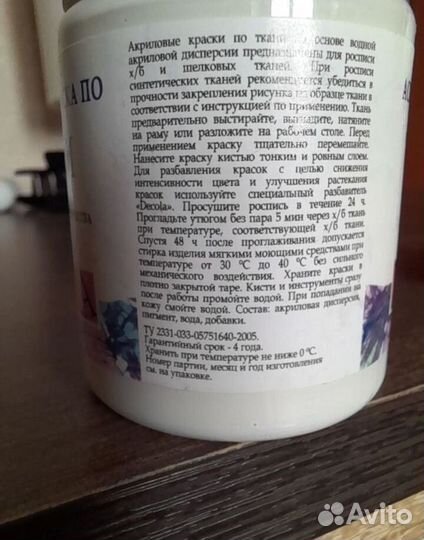 Акриловые краски по ткани основе водной
акриловой дисперсии предназначены для росписи
х/б и шелковых тканей. При росписи
синтетических тканей рекомендуется убедиться в
прочности закрепления рисунка на образце ткани в
соответствии с инструкцией по применению. Ткань
предварительно выстирайте, высушите, натяните
на раму или разложите на рабочем столе. Перед
применением краску тщательно перемешайте.
Нанесите краску кистью тонким и ровным слоем.
Для разбавления красок с целью снижения
интенсивности цвета и улучшения растекания
красок используйте специальный разбавитель
«Decola». Просушите роспись в течение 24 ч.
Прогладьте утюгом без пара 5 мин через х/б ткань
при температуре, соответствующей х/б ткани.
Спустя 48 ч после проглаживания допускается
стирка изделия мягкими моющими средствами при
температуре от 30 °C до 40 °C без сильного
механического воздействия. Храните краски в
плотно закрытой таре. Кисти и инструменты сразу
после работы промойте водой. При попадании на
кожу смойте водой. Состав: акриловая дисперсия,
пигмент, вода, добавки.
ТУ 2331-033-05751640-2005.
Гарантийный срок - 4 года.
Хранить при температуре не ниже 0 °C.
Номер партии, месяц и год изготовления
см. на упаковке.
КА ПО
А
Avito